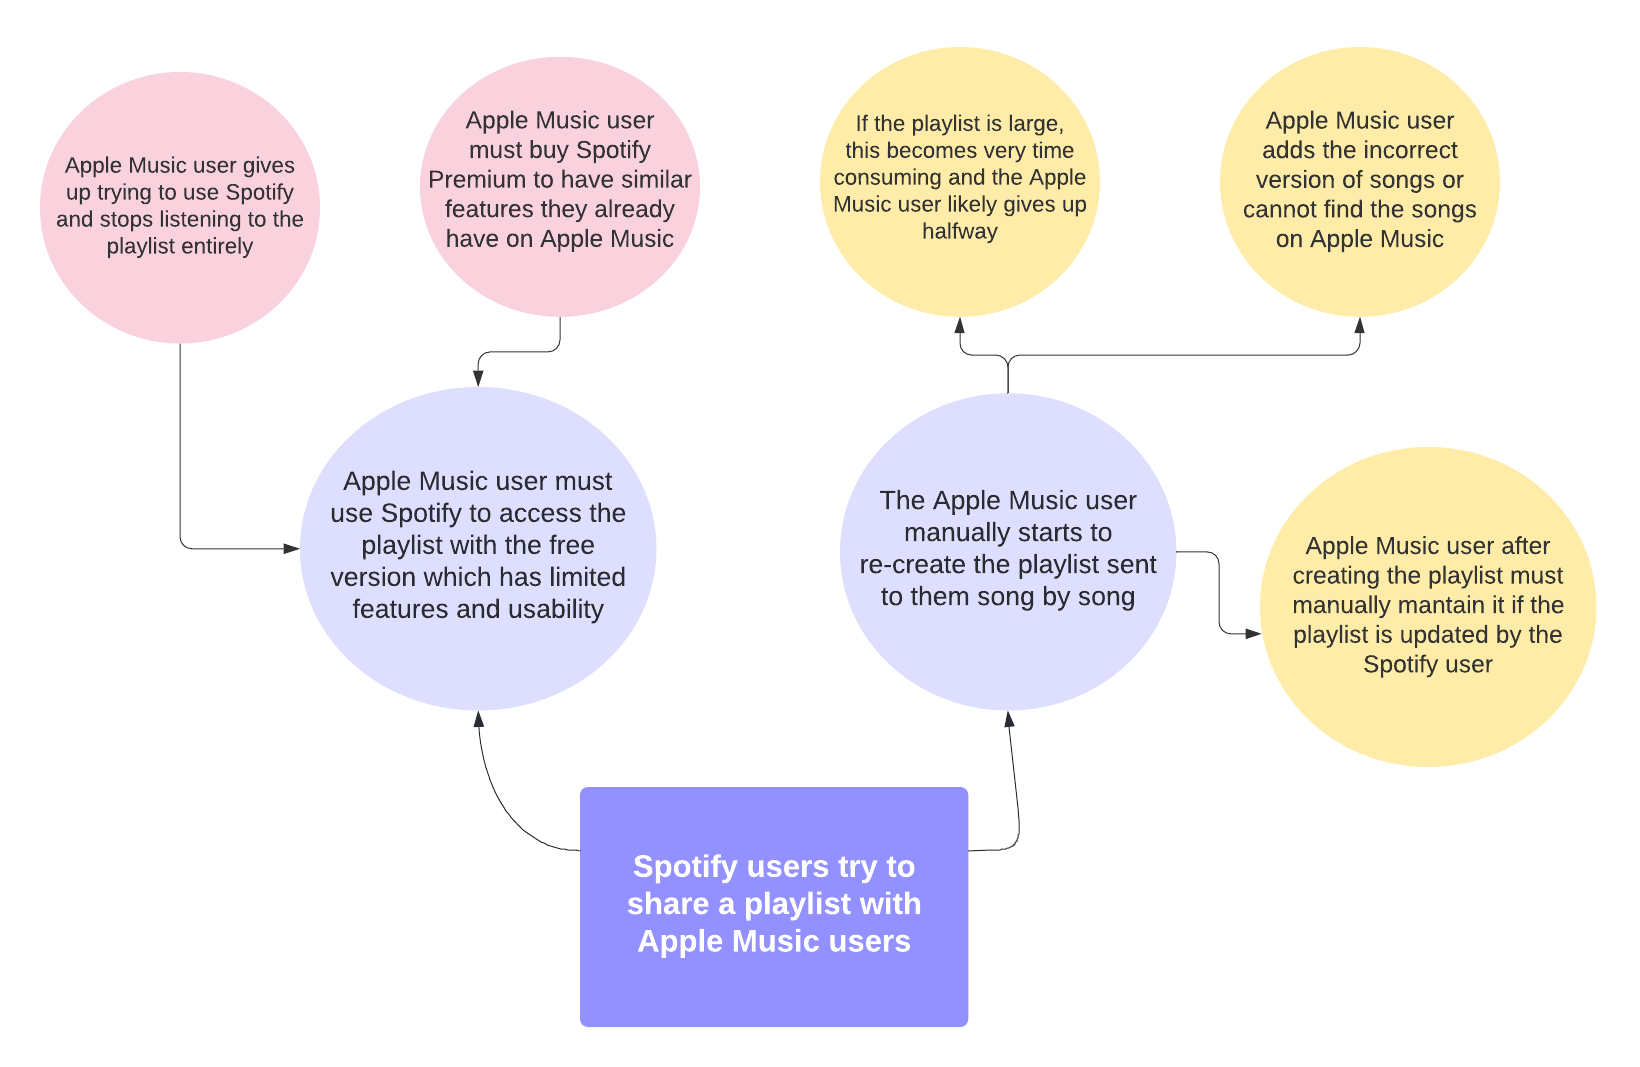 Apple Music user gives
up trying to use Spotify
and stops listening to the
playlist entirely
Apple Music user
must buy Spotify
Premium to have similar
features they already
have on Apple Music
If the playlist is large,
this becomes very time
consuming and the Apple
Music user likely gives up
halfway
Apple Music user
adds the incorrect
version of songs or
cannot find the songs
on Apple Music
Apple Music user must
use Spotify to access the
playlist with the free
version which has limited
features and usability
The Apple Music user
manually starts to
re-create the playlist sent
to them song by song
Apple Music user after
creating the playlist must
manually mantain it if the
playlist is updated by the
Spotify user
Spotify users try to
share a playlist with
Apple Music users